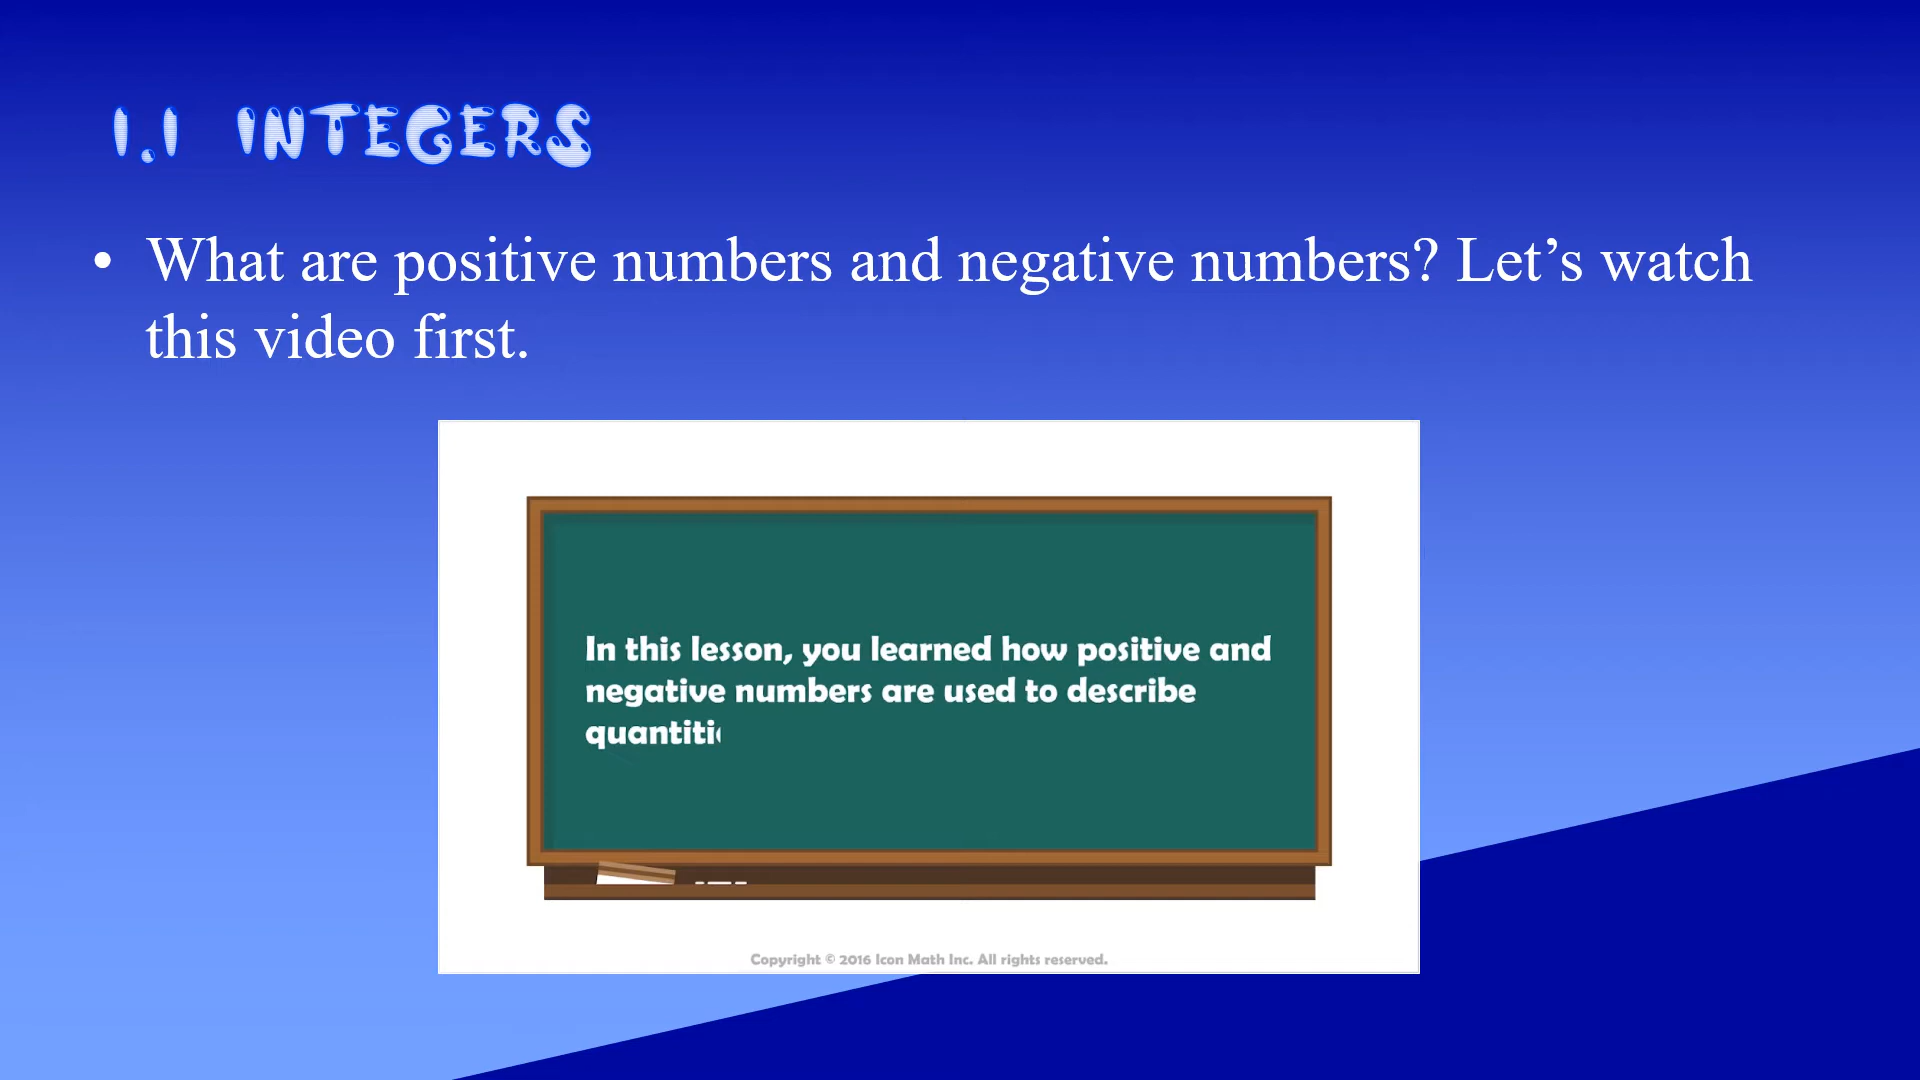 1.1 INTEGERS
• What are positive numbers and negative numbers? Let’s watch
this video first.
In this lesson, you learned how positive and
negative numbers are used to describe
quantiti
Copyright © 2016 Icon Math Inc. All rights reserved.